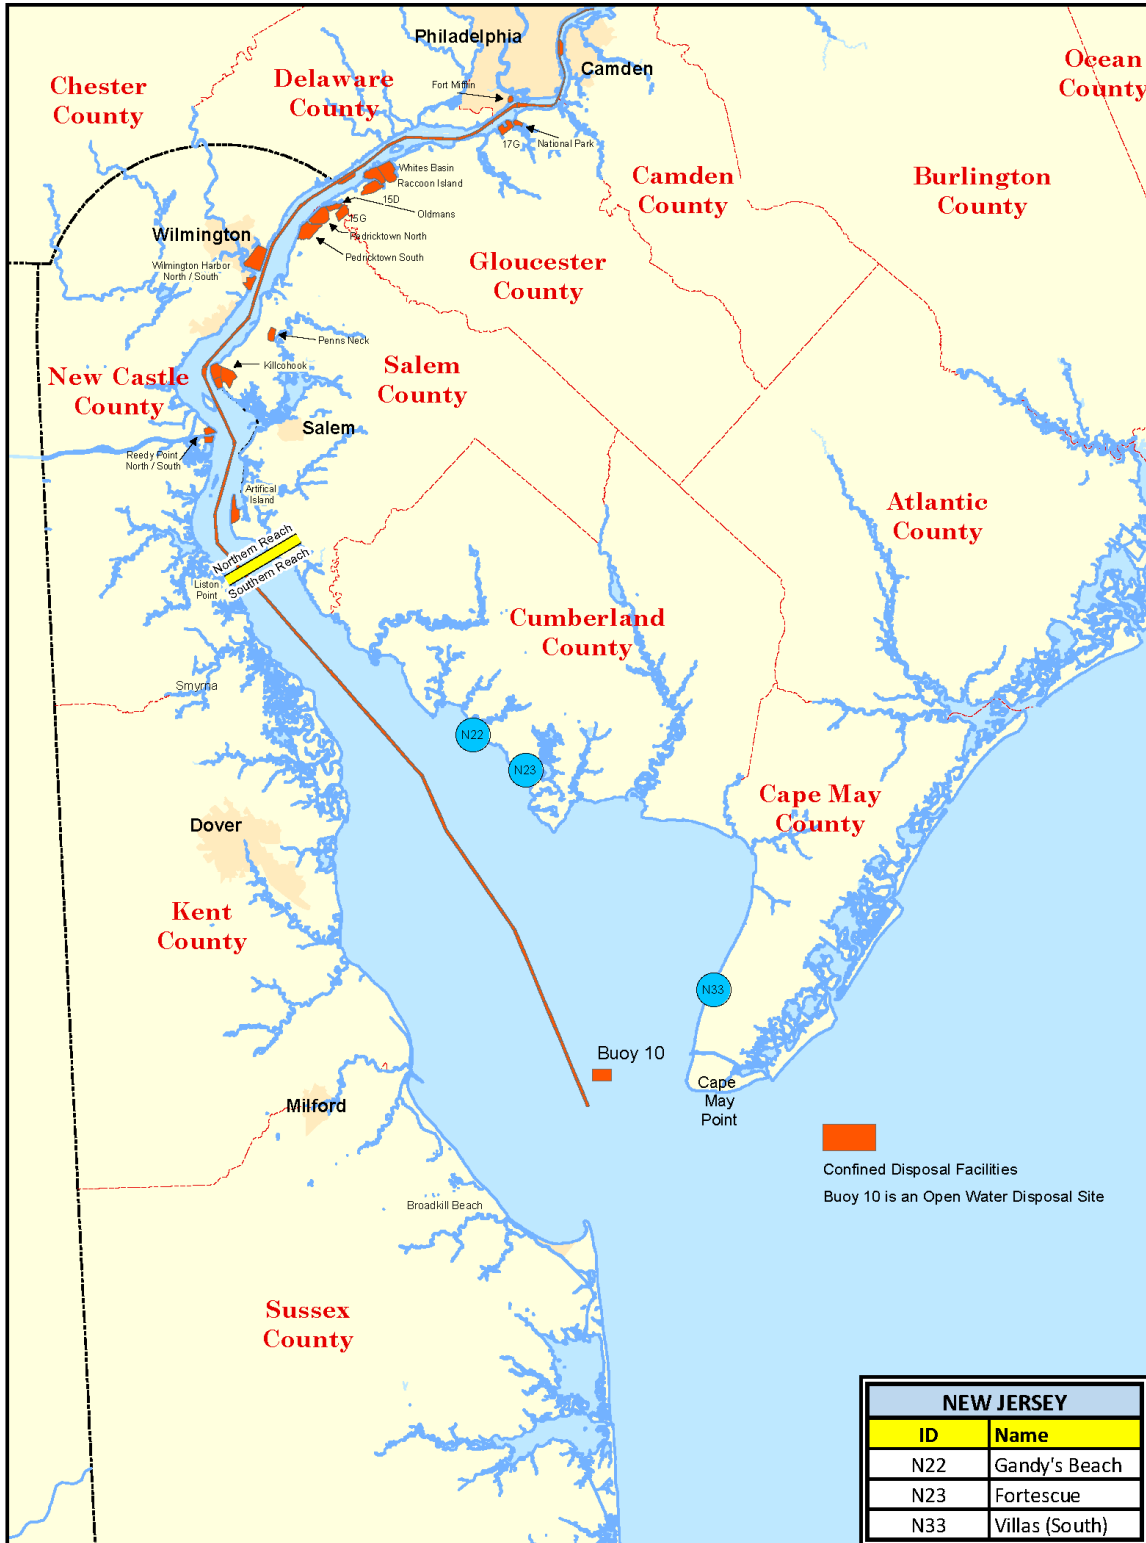 Philadelphia
Camden
Ocean
County
Chester
County
Delaware
County
Fort Mifflin
17G
National Park
Whites Basin
Raccoon Island
15D
Oldmans
15G
Pedricktown North
Pedricktown South
Camden
County
Burlington
County
Wilmington
Wilmington Harbor
North / South
Gloucester
County
Penns Neck
Killcohook
New Castle
County
Salem
County
Salem
Reedy Point
North / South
Artifical
Island
Atlantic
County
Northern Reach
Southern Reach
Liston
Point
Cumberland
County
Smyrna
N22
N23
Cape May
County
Dover
Kent
County
N33
Buoy 10
Cape
May
Point
Milford
Confined Disposal Facilities
Buoy 10 is an Open Water Disposal Site
Broadkill Beach
Sussex
County
NEW JERSEY
ID Name
N22 Gandy's Beach
N23 Fortescue
N33 Villas (South)